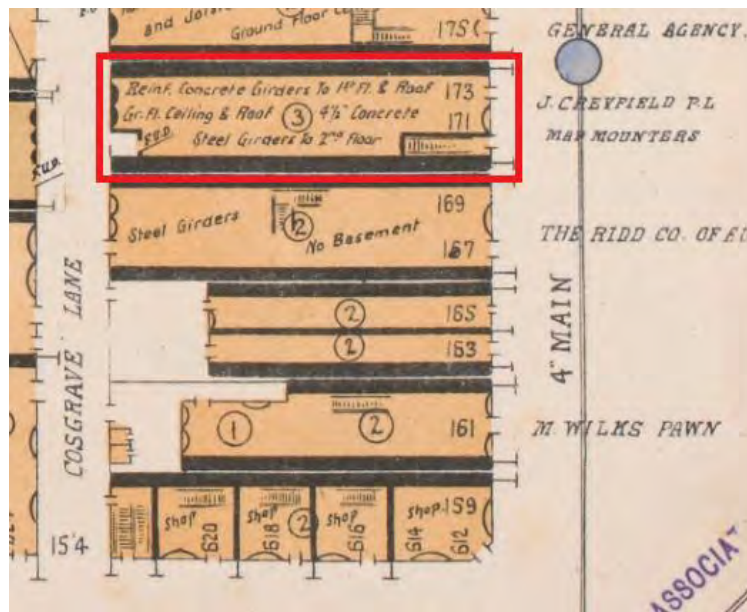 and Joists
Ground Floor
175
GENERAL AGENCY.
Reinf. Concrete Girders To 1st Fl. & Roof 173
Gr. Fl. Ceiling & Roof 3 4½" Concrete 171
Steel Girders To 2nd Floor
J. CREYFIELD P.L
MAP MOUNTERS
Steel Girders 2 169
No Basement 167
THE RIDD CO. OF
2 165
2 163
4" MAIN
COSGRAVE LANE
1 2 161
M. WILKS PAWN
15'4
shop shop 2 shop shop 159
620 618 616 614 612
ASSOCIAT